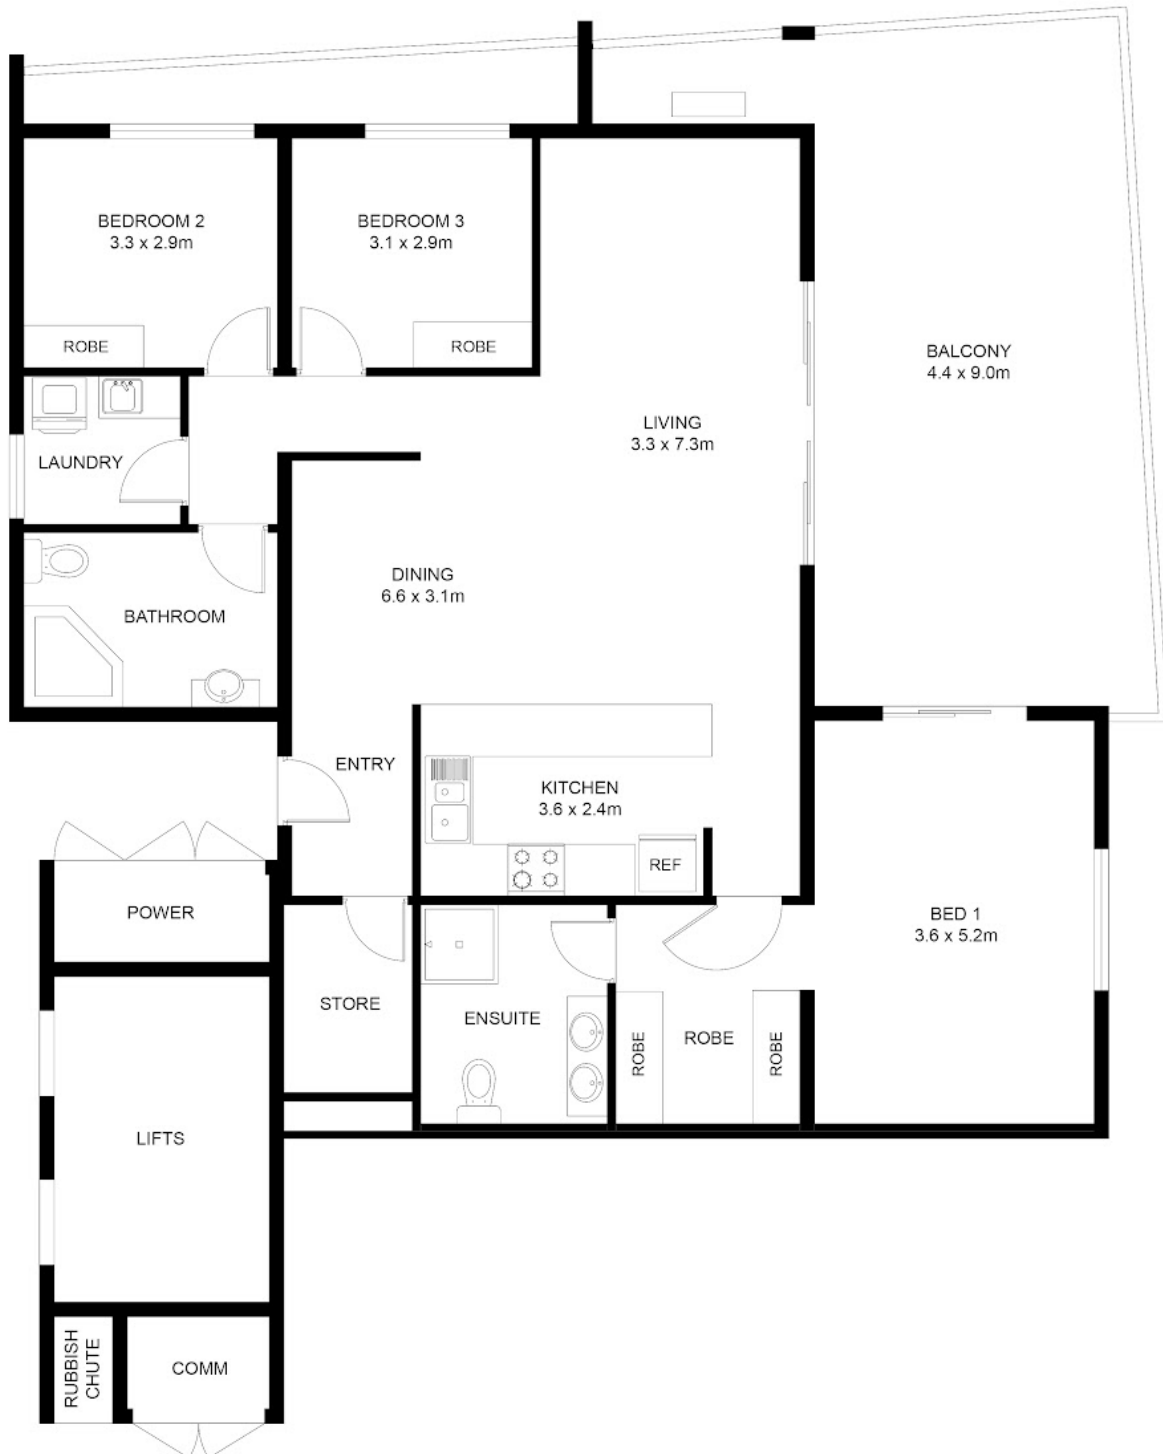 BEDROOM 2
3.3 x 2.9m
BEDROOM 3
3.1 x 2.9m
ROBE
ROBE
BALCONY
4.4 x 9.0m
LIVING
3.3 x 7.3m
LAUNDRY
DINING
6.6 x 3.1m
BATHROOM
ENTRY
KITCHEN
3.6 x 2.4m
REF
POWER
BED 1
3.6 x 5.2m
STORE
ENSUITE
ROBE
ROBE
ROBE
LIFTS
RUBBISH
CHUTE
COMM